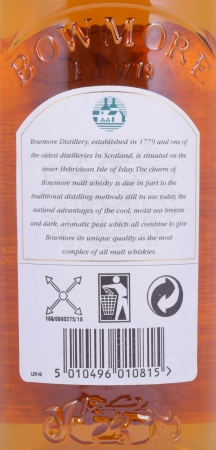 BOWMORE
Bowmore Distillery, established in 1779 and one of
the oldest distilleries in Scotland, is situated on the
inner Hebridean Isle of Islay.The charm of
Bowmore malt whisky is due in part to the
traditional distilling methods still in use today, the
natural advantages of the cool, moist sea breezes
and dark, aromatic peat which all combine to give
Bowmore its unique quality as the most
complex of all malt whiskies.
168/0000275/10
5 010496 010815 >